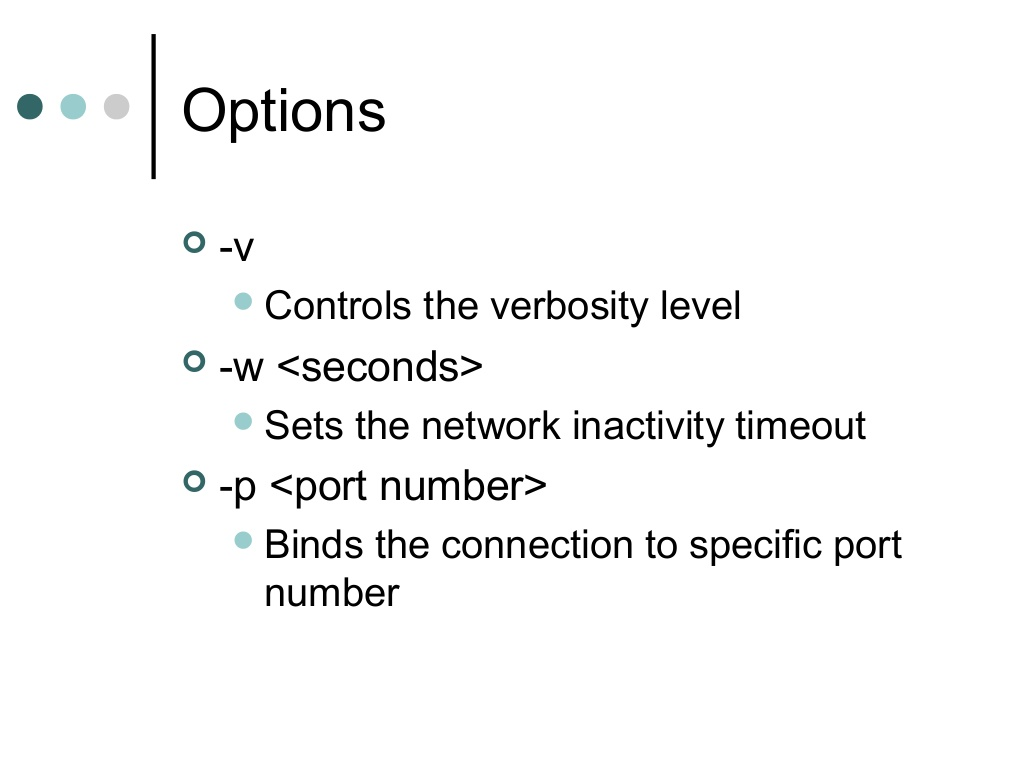 Options
-v
Controls the verbosity level
-w <seconds>
Sets the network inactivity timeout
-p <port number>
Binds the connection to specific port
number